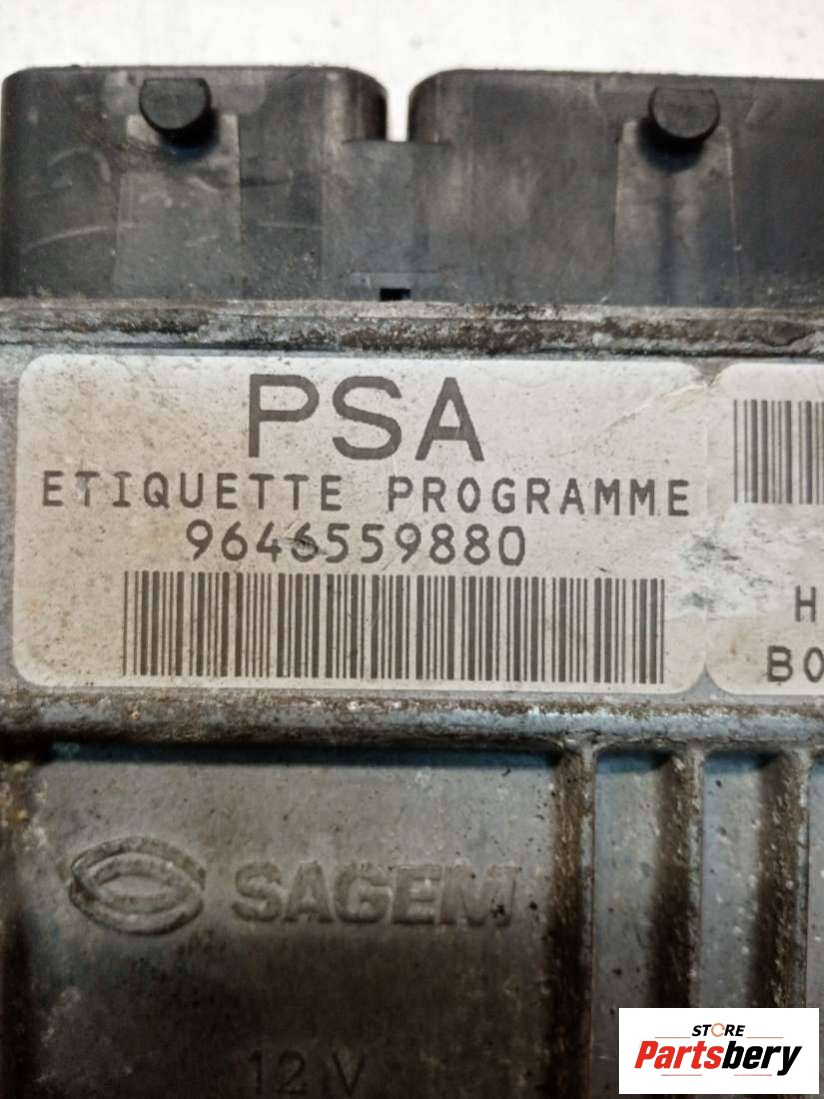 PSA
ETIQUETTE PROGRAMME
9646559880
H
BO
SAGEM
12 V
STORE
Partsbery